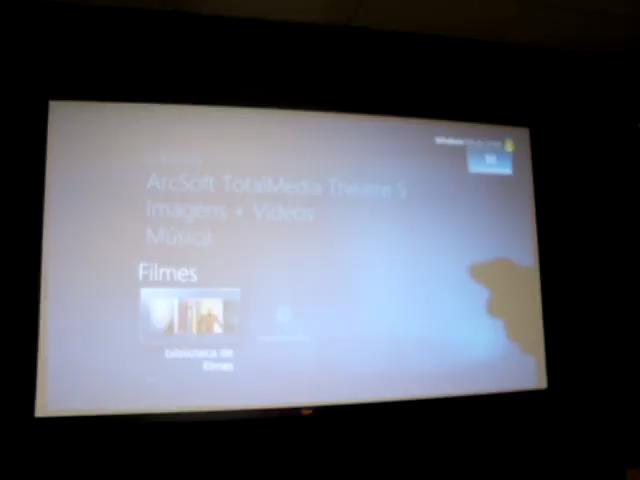 ArcSoft TotalMedia Theatre 5
Imagens + Vídeos
Música
Filmes
biblioteca de
filmes